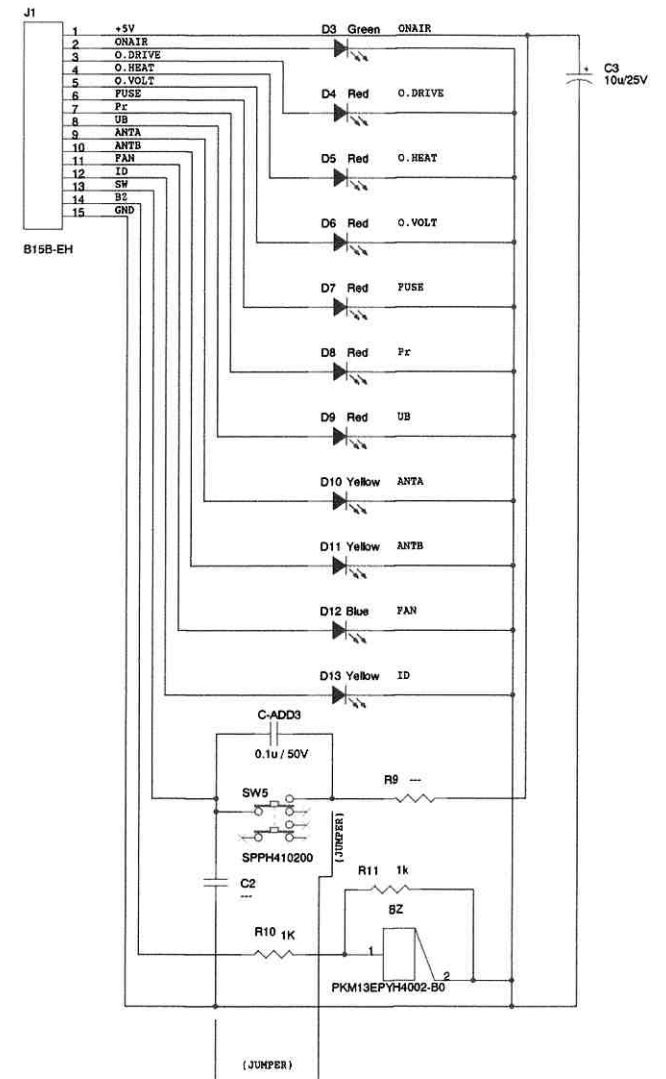 J1
1 +5V
2 ONAIR
3 O.DRIVE
4 O.HEAT
5 O.VOLT
6 FUSE
7 Pr
8 UB
9 ANTA
10 ANTB
11 FAN
12 ID
13 SW
14 BZ
15 GND
B15B-EH
D3 Green ONAIR
C3
+
10u/25V
D4 Red O.DRIVE
D5 Red O.HEAT
D6 Red O.VOLT
D7 Red FUSE
D8 Red Pr
D9 Red UB
D10 Yellow ANTA
D11 Yellow ANTB
D12 Blue FAN
D13 Yellow ID
C-ADD3
0.1u / 50V
SW5
SPPH410200
R9 ---
(JUMPER)
C2
---
R11 1k
BZ
R10 1K
1
2
PKM13EPYH4002-B0
(JUMPER)